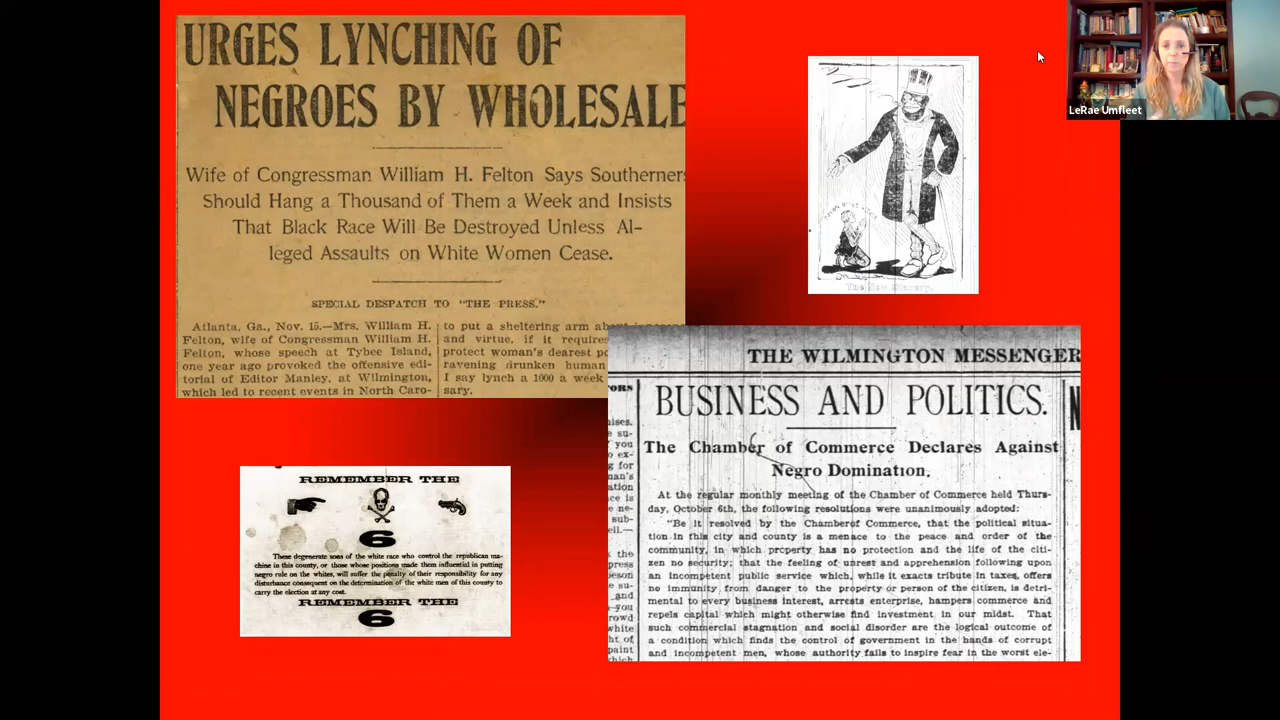 URGES LYNCHING OF
NEGROES BY WHOLESALE
Wife of Congressman William H. Felton Says Southerners
Should Hang a Thousand of Them a Week and Insists
That Black Race Will Be Destroyed Unless Al-
leged Assaults on White Women Cease.
SPECIAL DESPATCH TO "THE PRESS."
Atlanta, Ga., Nov. 15.—Mrs. William H.
Felton, wife of Congressman William H.
Felton, whose speech at Tybee Island,
one year ago provoked the offensive edi-
torial of Editor Manley, at Wilmington,
which led to recent events in North Caro-
to put a sheltering arm
and virtue, if it requires
protect woman's dearest
ravening drunken human
I say lynch a 1000 a week
sary.
LeRae Umfleet
THE WILMINGTON MESSENGER
BUSINESS AND POLITICS.
N
The Chamber of Commerce Declares Against
Negro Domination.
At the regular monthly meeting of the Chamber of Commerce held Thurs-
day, October 6th, the following resolutions were unanimously adopted:
"Be it resolved by the Chamber of Commerce, that the political situa-
tion in this city and county is a menace to the peace and order of the
community, in which property has no protection and the life of the citi-
zen no security; that the feeling of unrest and apprehension following upon
an incompetent public service which, while it exacts tribute in taxes, offers
no immunity from danger to the property or person of the citizen, is detri-
mental to every business interest, arrests enterprise, hampers commerce and
repels capital which might otherwise find investment in our midst. That
such commercial stagnation and social disorder are the logical outcome of
a condition which finds the control of government in the hands of corrupt
and incompetent men, whose authority fails to inspire fear in the worst ele-
REMEMBER THE
6
These degenerate sons of the white race who control the republican ma-
chine in this county, or those whose positions made them influential in putting
negro rule on the whites, will suffer the penalty of their responsibility for any
disturbance consequent on the determination of the white men of this county to
carry the election at any cost.
REMEMBER THE
6